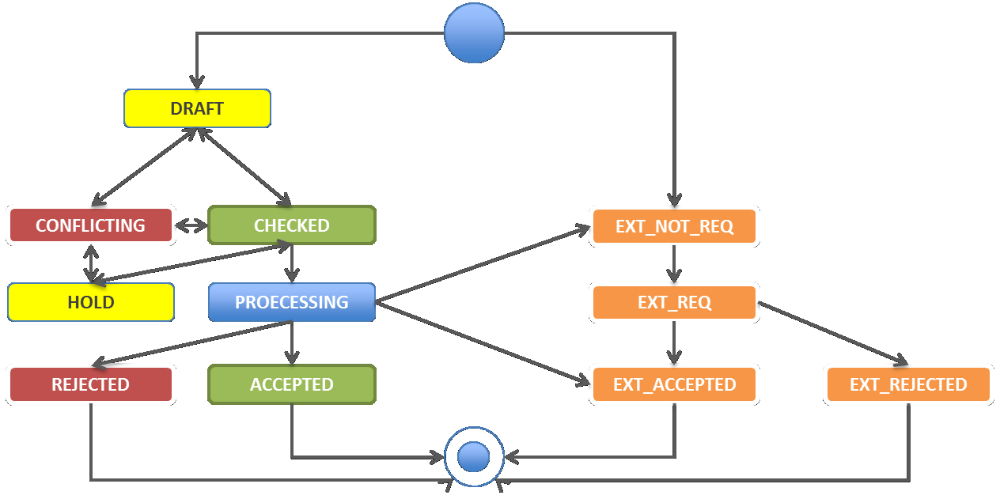 DRAFT
CONFLICTING
CHECKED
EXT_NOT_REQ
HOLD
PROECESSING
EXT_REQ
REJECTED
ACCEPTED
EXT_ACCEPTED
EXT_REJECTED